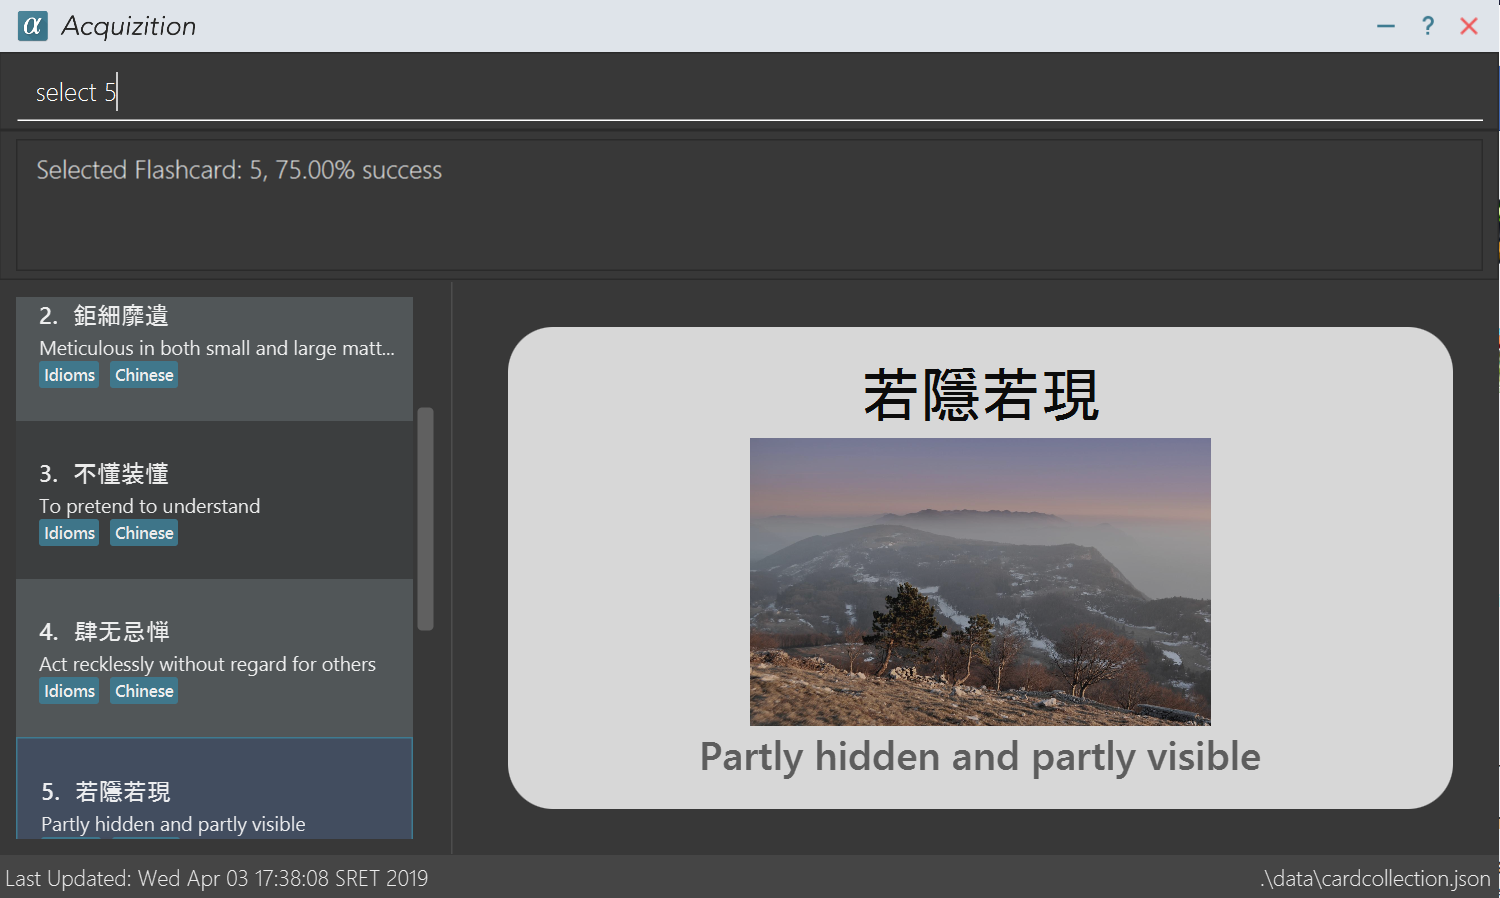 α Acquizition
select 5
Selected Flashcard: 5, 75.00% success
2. 鉅細靡遺
Meticulous in both small and large matt...
Idioms Chinese
3. 不懂装懂
To pretend to understand
Idioms Chinese
4. 肆无忌惮
Act recklessly without regard for others
Idioms Chinese
5. 若隱若現
Partly hidden and partly visible
若隱若現
Partly hidden and partly visible
Last Updated: Wed Apr 03 17:38:08 SRET 2019
.\data\cardcollection.json